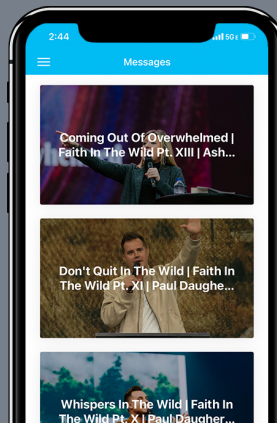 2:44
5G E
Messages
Coming Out Of Overwhelmed |
Faith In The Wild Pt. XIII | Ash...
Don't Quit In The Wild | Faith In
The Wild Pt. XI | Paul Daughe...
Whispers In The Wild | Faith In
The Wild Pt. X | Paul Daugher...